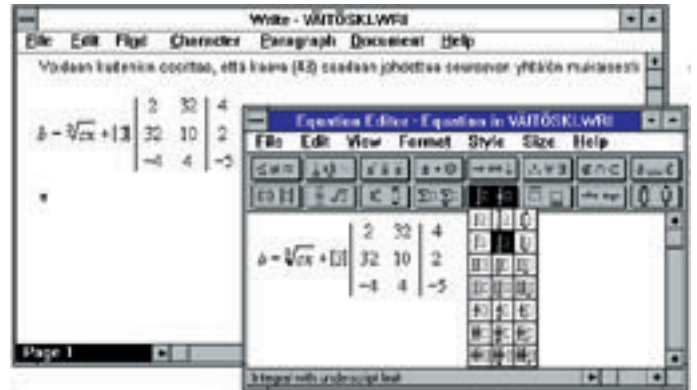 Write - VÄITÖSKI.WRI
File Edit Find Character Paragraph Document Help
Voidaan kuitenkin osoittaa, että kaava (43) saadaan johdettua seuraavan yhtälön mukaisesti
2 32 4
32 10 2
-4 4 -5
Page 1
Equation Editor - Equation in VÄITÖSKI.WRI
File Edit View Format Style Size Help
2 32 4
32 10 2
-4 4 -5
Integral with underscript limit